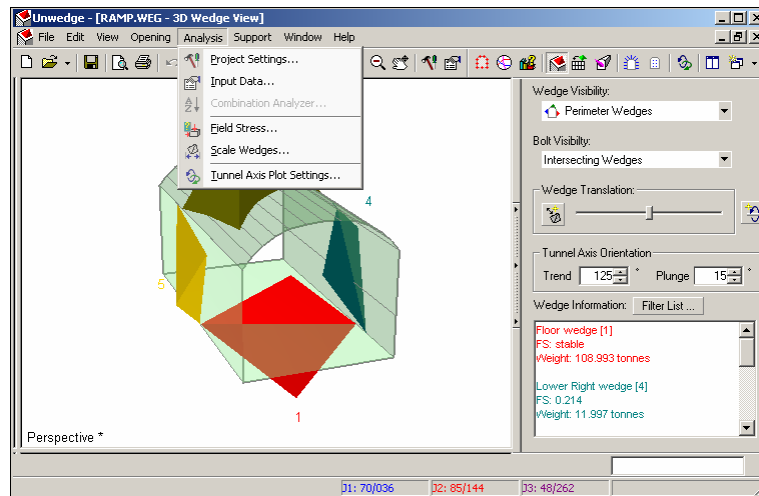 Unwedge - [RAMP.WEG - 3D Wedge View]
File Edit View Opening Analysis Support Window Help
Project Settings...
Input Data...
Combination Analyzer...
Field Stress...
Scale Wedges...
Tunnel Axis Plot Settings...
Wedge Visibility:
Perimeter Wedges
Bolt Visibilty:
Intersecting Wedges
Wedge Translation:
Tunnel Axis Orientation
Trend 125 ° Plunge 15 °
Wedge Information: Filter List ...
Floor wedge [1]
FS: stable
Weight: 108.993 tonnes
Lower Right wedge [4]
FS: 0.214
Weight: 11.997 tonnes
4
5
1
Perspective *
J1: 70/036 J2: 85/144 J3: 48/262